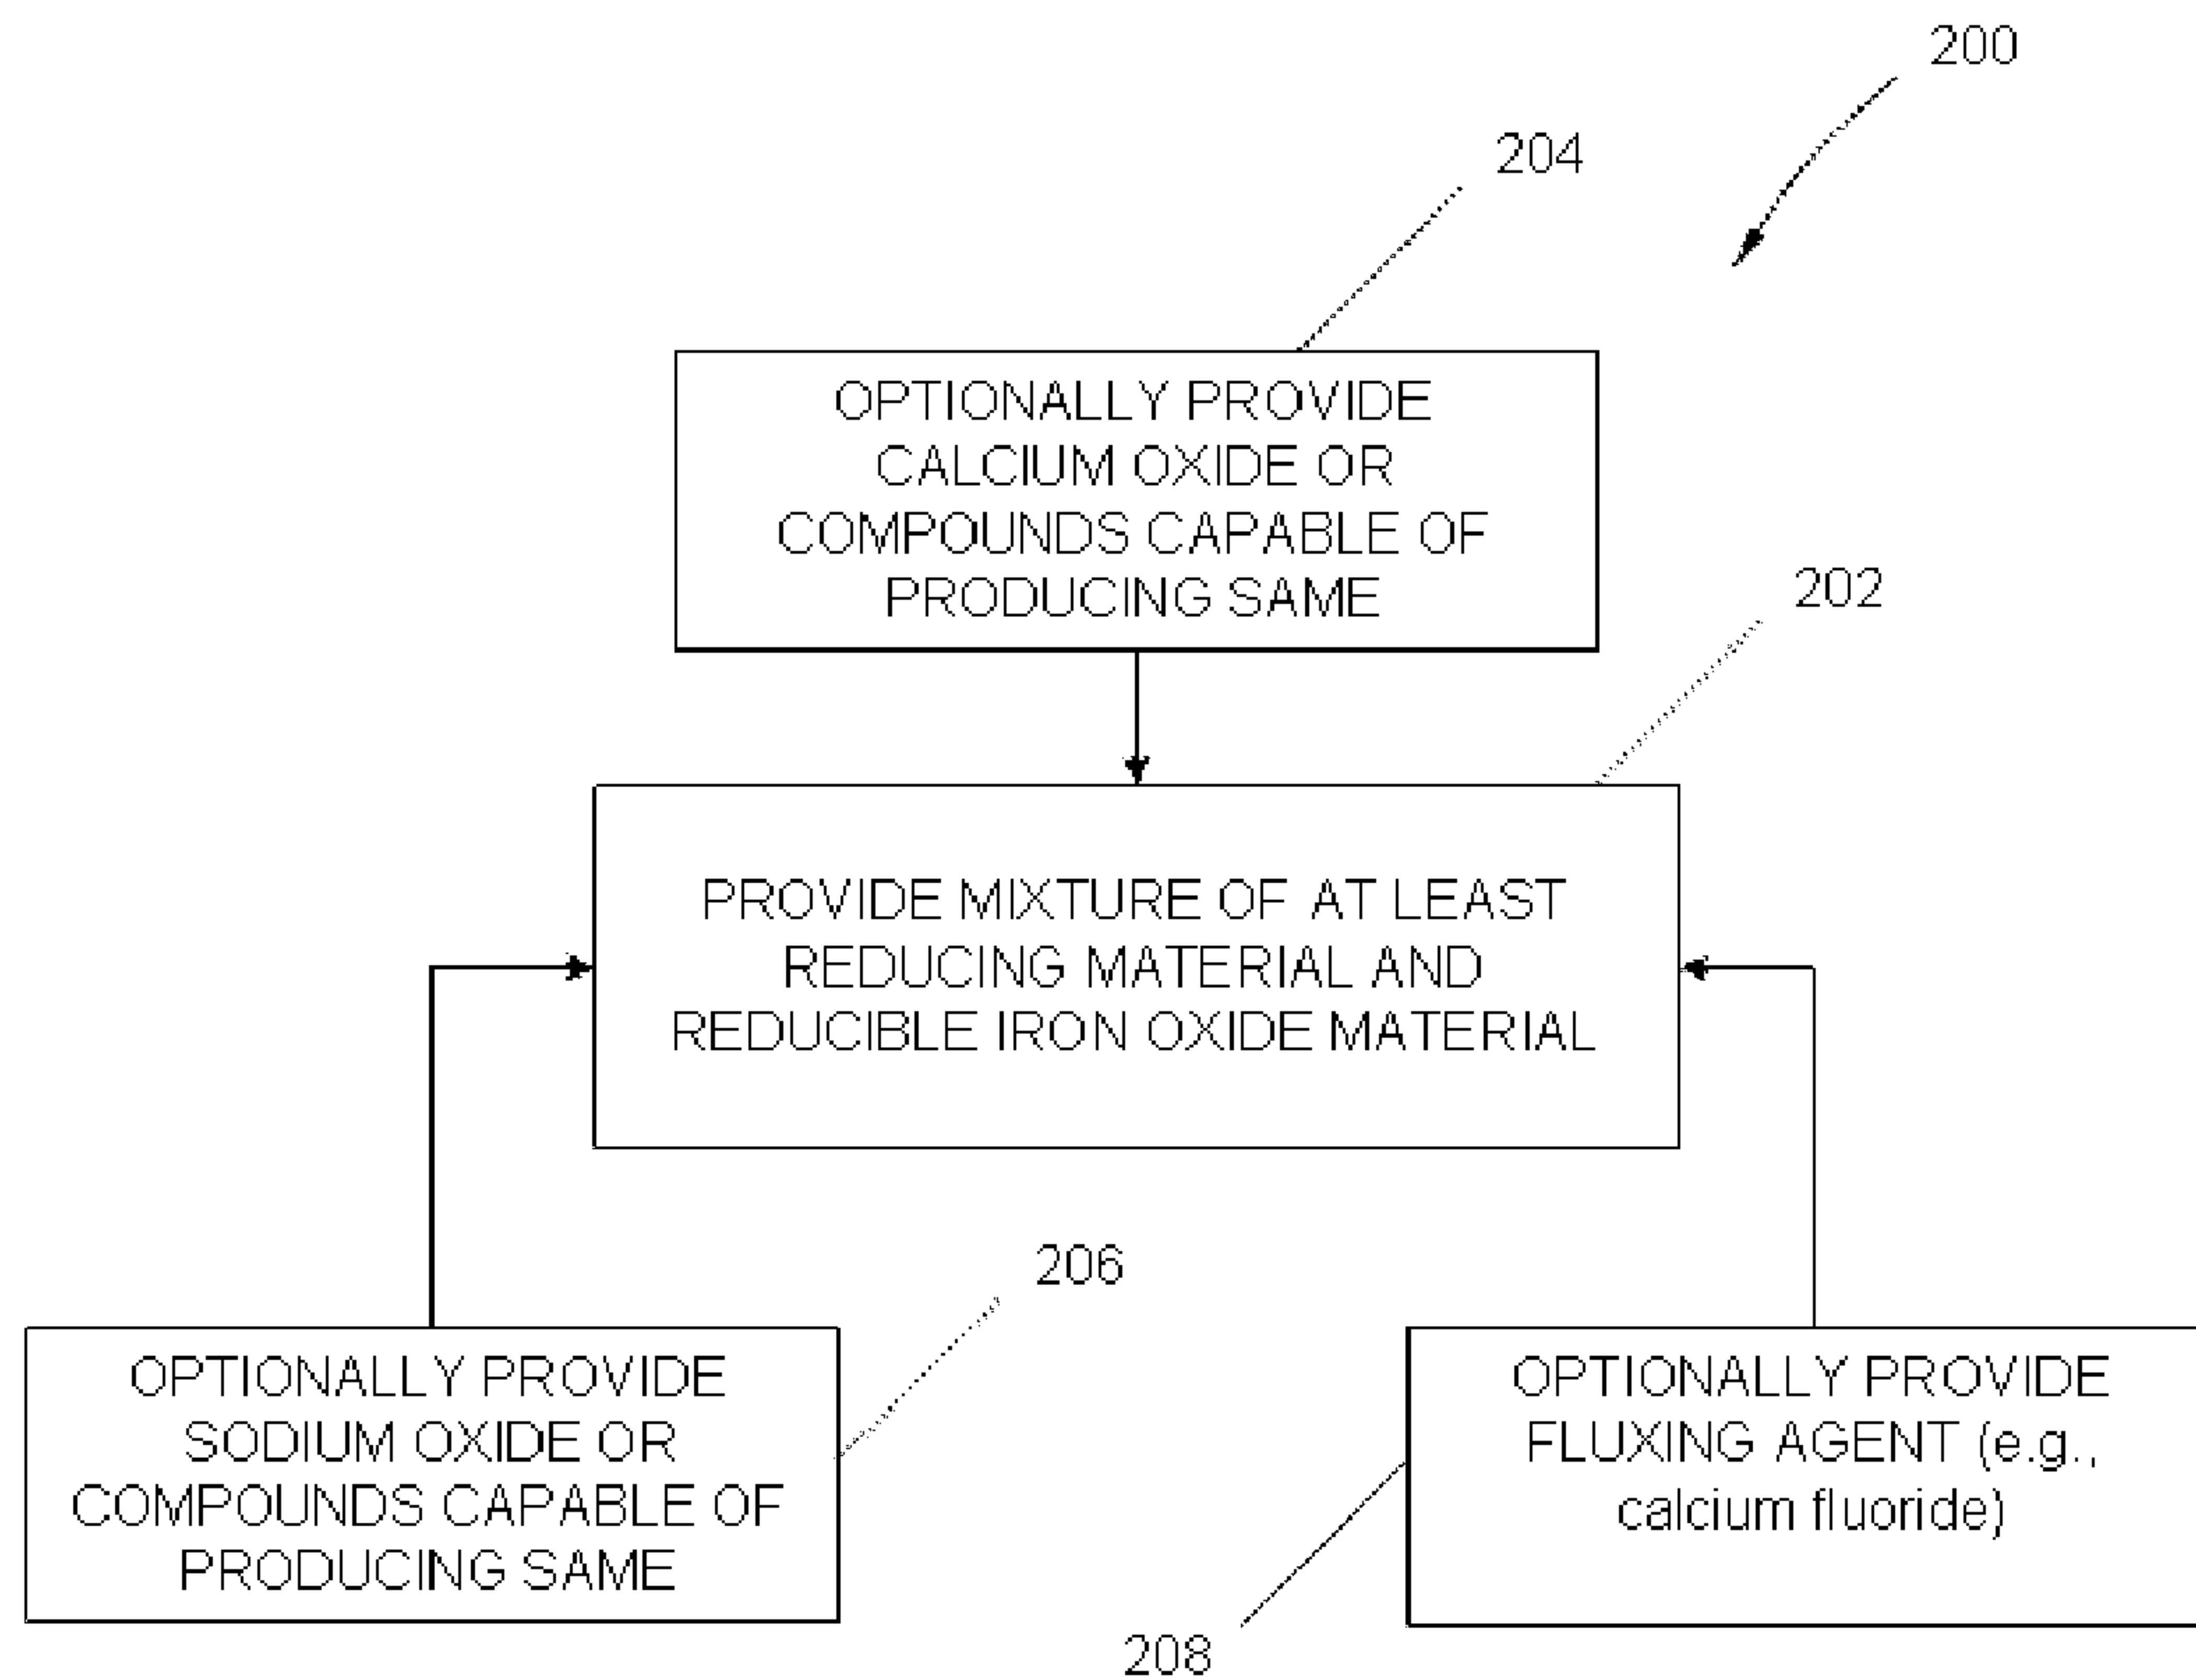 200
204
OPTIONALLY PROVIDE
CALCIUM OXIDE OR
COMPOUNDS CAPABLE OF
PRODUCING SAME
202
PROVIDE MIXTURE OF AT LEAST
REDUCING MATERIAL AND
REDUCIBLE IRON OXIDE MATERIAL
206
OPTIONALLY PROVIDE
SODIUM OXIDE OR
COMPOUNDS CAPABLE OF
PRODUCING SAME
OPTIONALLY PROVIDE
FLUXING AGENT (e.g.,
calcium fluoride)
208